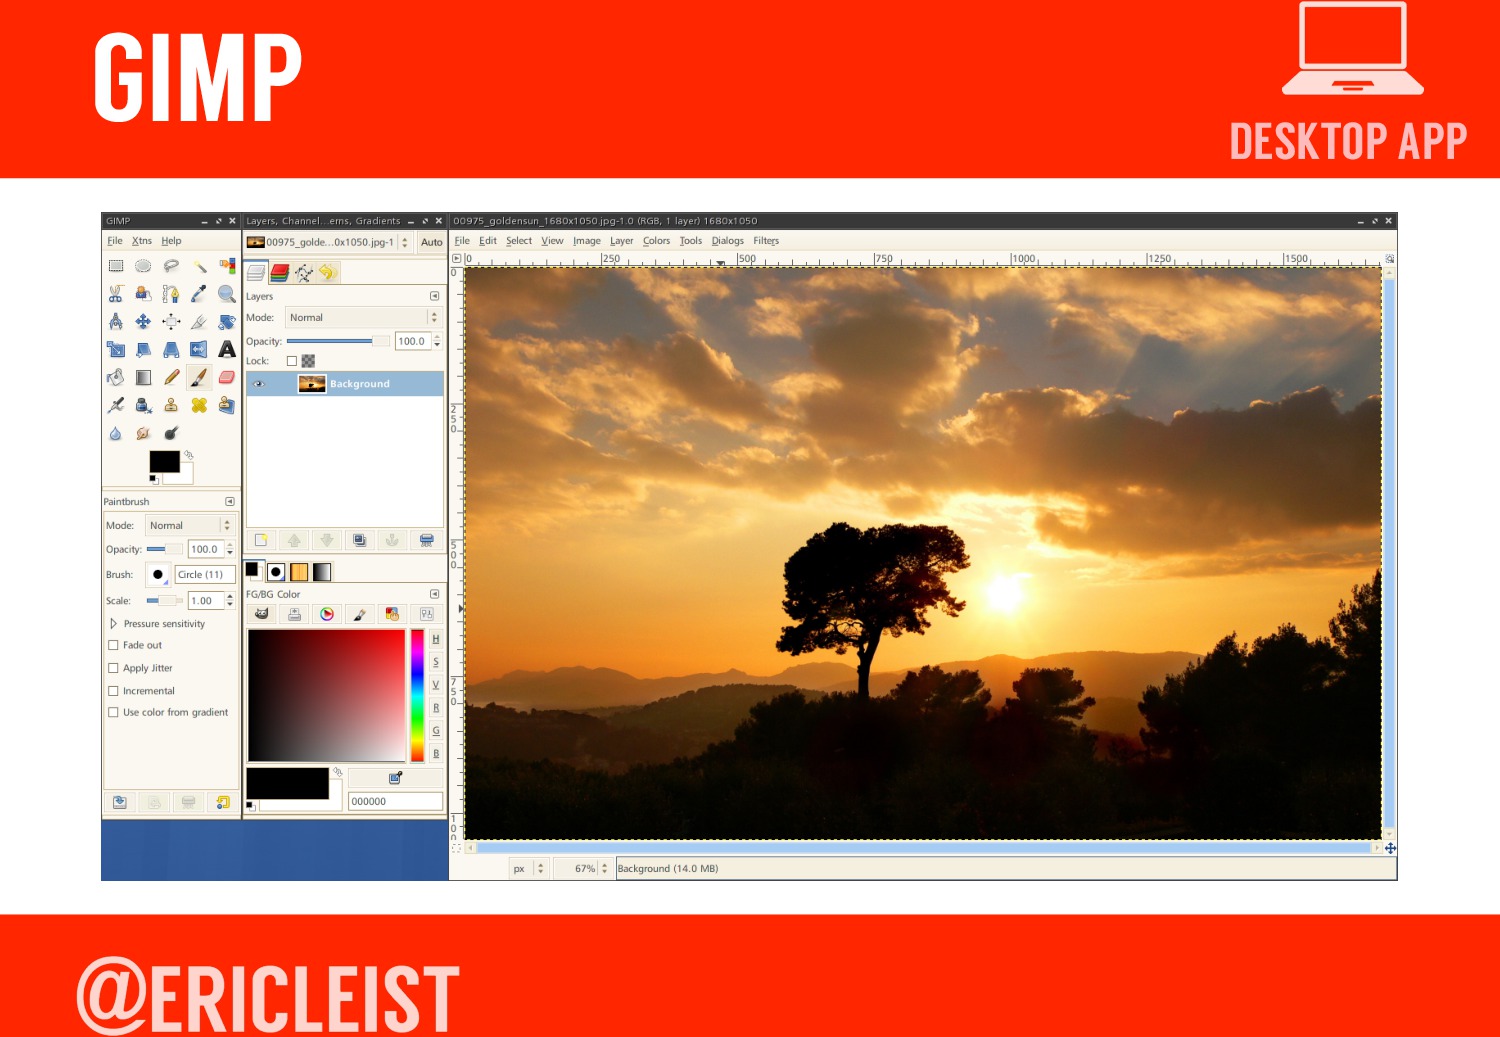 GIMP
DESKTOP APP
GIMP
File Xtns Help
Paintbrush
Mode: Normal
Opacity: 100.0
Brush: Circle (11)
Scale: 1.00
Pressure sensitivity
Fade out
Apply Jitter
Incremental
Use color from gradient
Layers, Channel...erns, Gradients
00975_golde...0x1050.jpg-1 Auto
Layers
Mode: Normal
Opacity: 100.0
Lock:
Background
FG/BG Color
H
S
V
R
G
B
000000
00975_goldensun_1680x1050.jpg-1.0 (RGB, 1 layer) 1680x1050
File Edit Select View Image Layer Colors Tools Dialogs Filters
0 250 500 750 1000 1250 1500
0
250
500
750
100
px 67% Background (14.0 MB)
@ERICLEIST